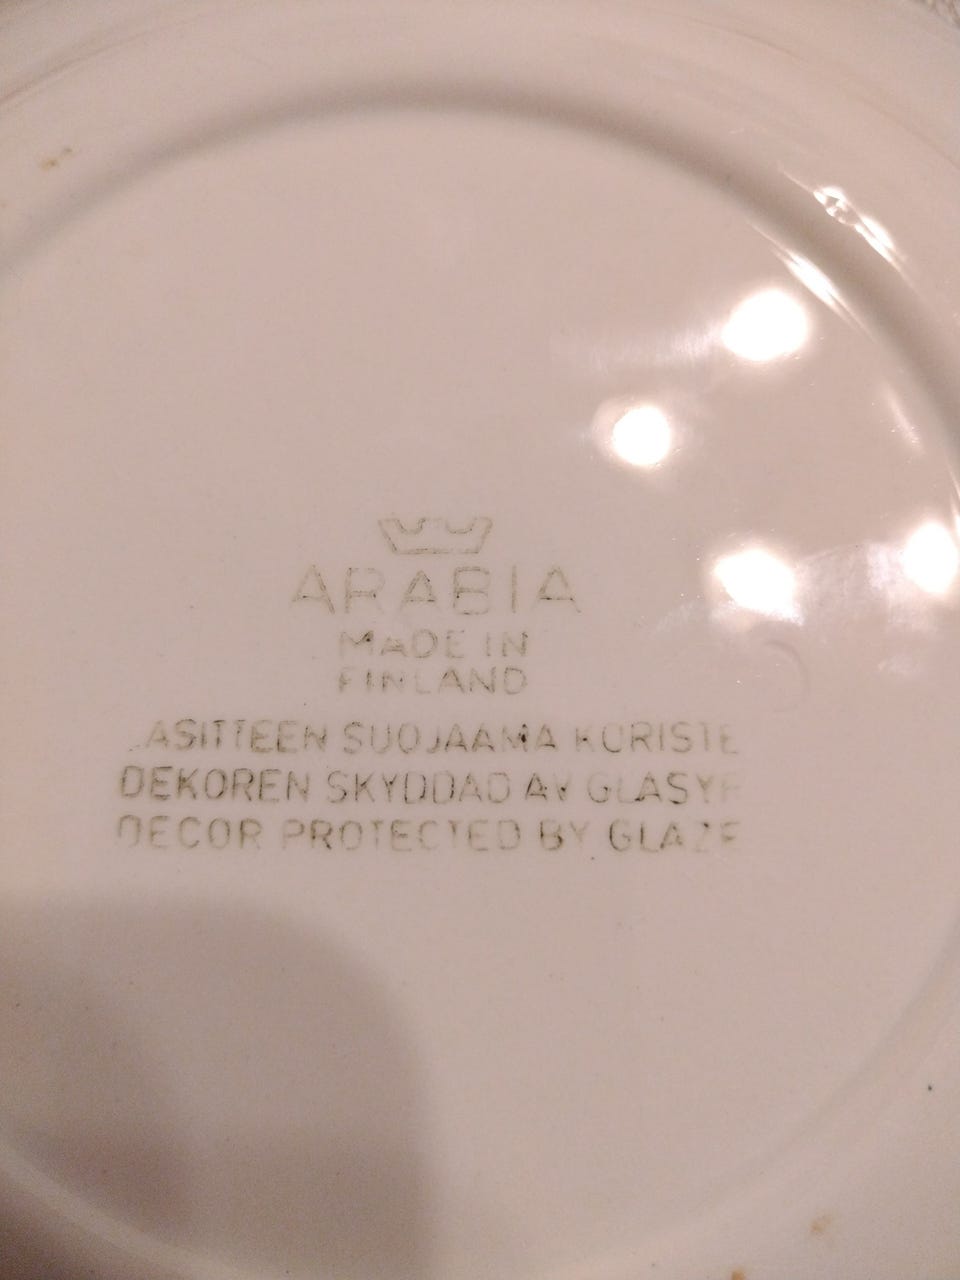 ARABIA
MADE IN
FINLAND
LASITTEEN SUOJAAMA KORISTE
DEKOREN SKYDDAD AV GLASYR
DECOR PROTECTED BY GLAZE